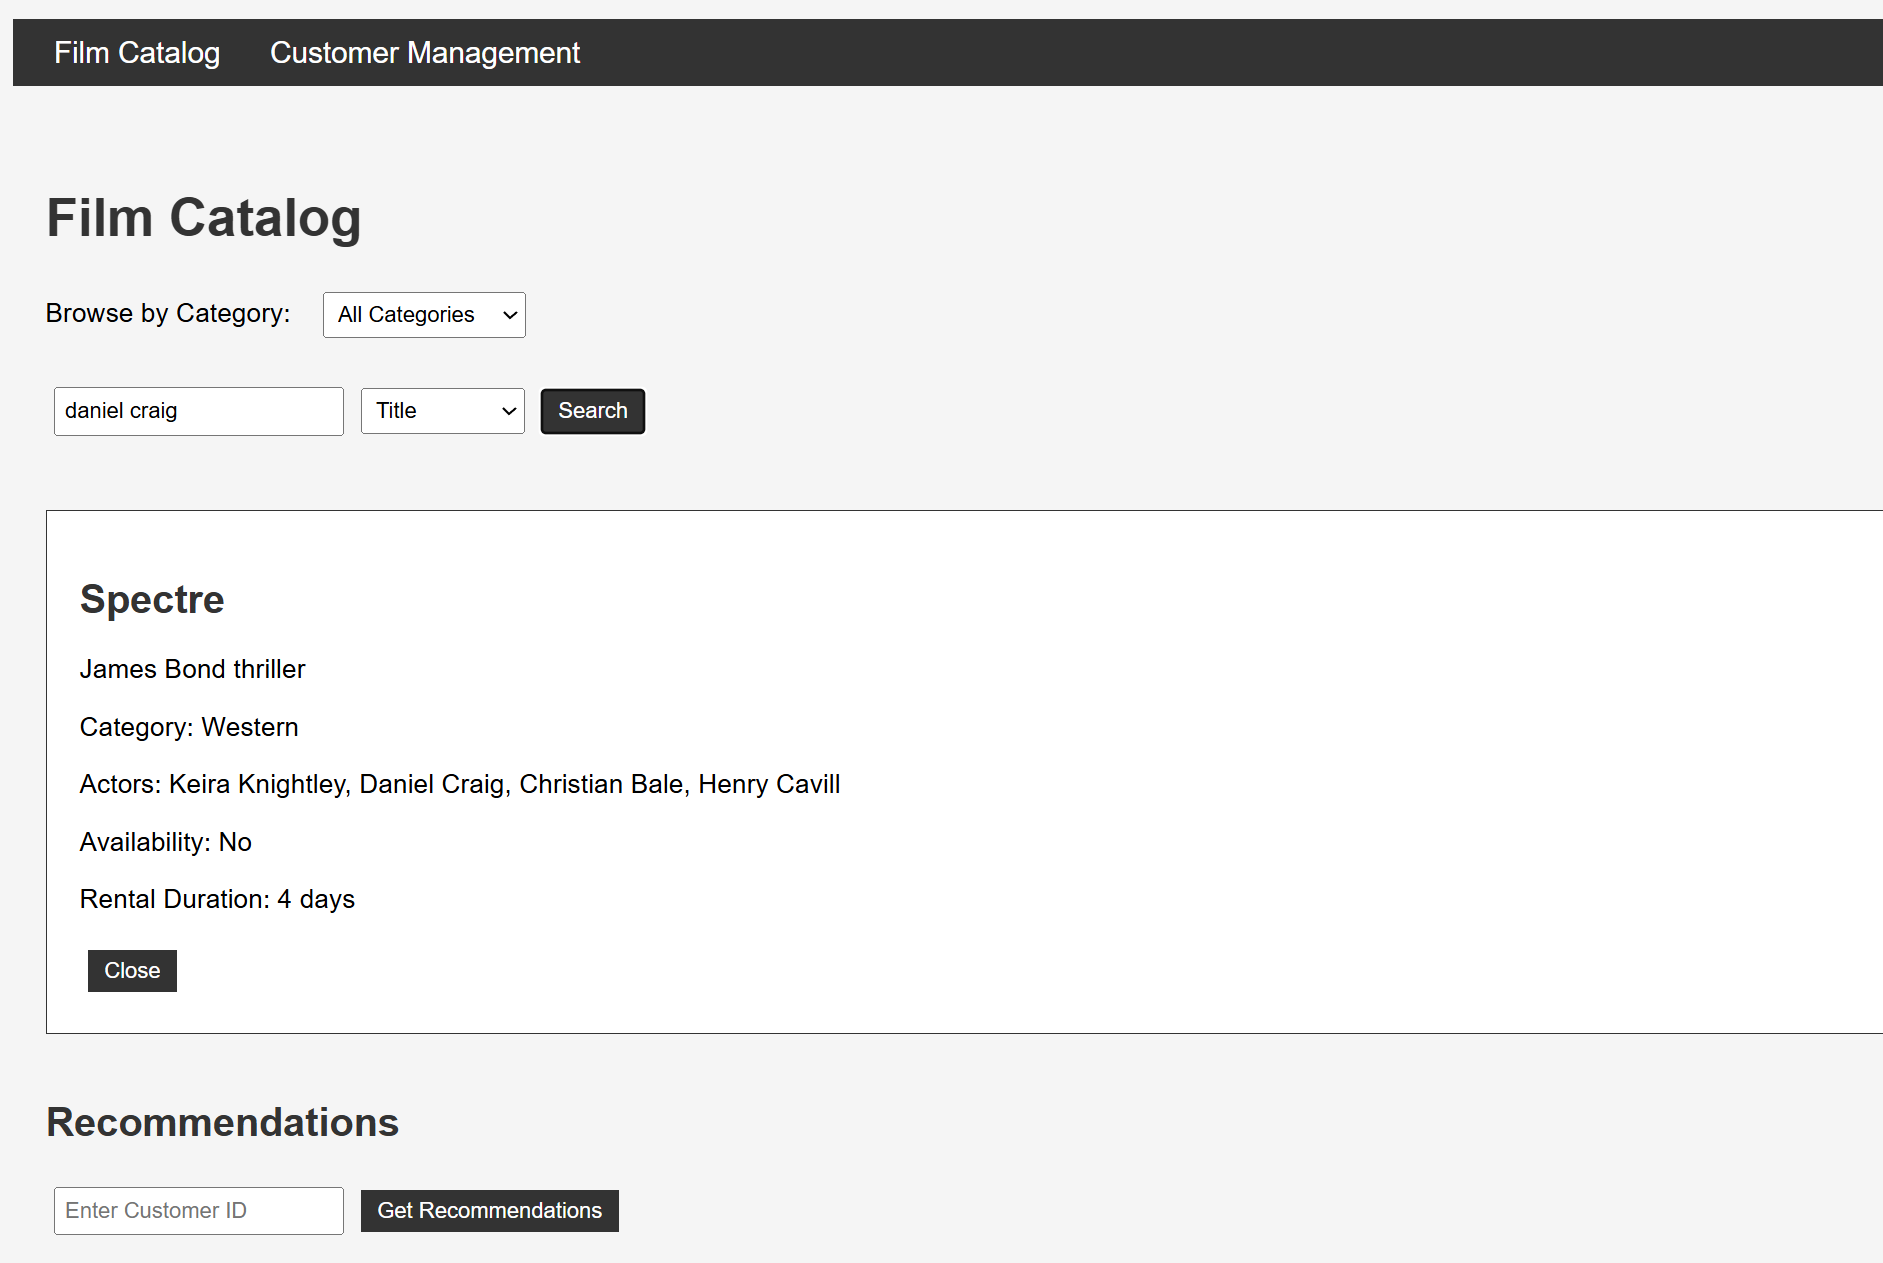 Film Catalog Customer Management
Film Catalog
Browse by Category: All Categories
daniel craig Title Search
Spectre
James Bond thriller
Category: Western
Actors: Keira Knightley, Daniel Craig, Christian Bale, Henry Cavill
Availability: No
Rental Duration: 4 days
Close
Recommendations
Enter Customer ID Get Recommendations